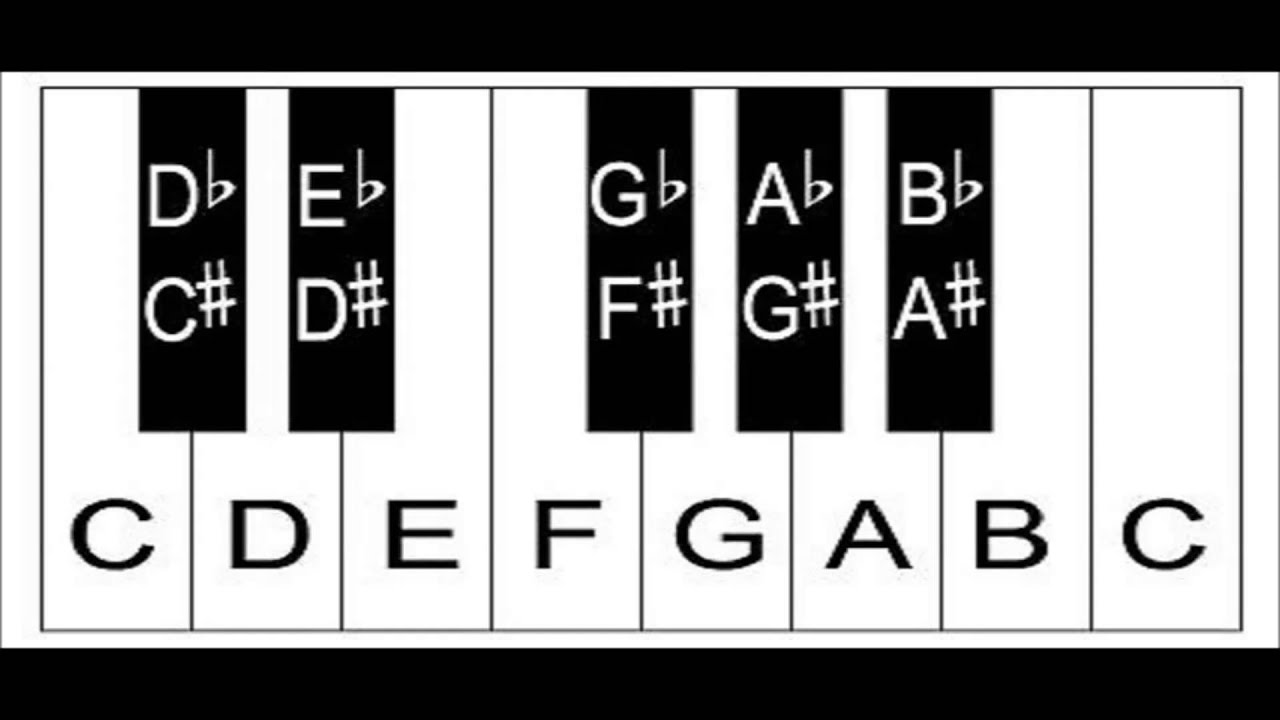 D♭ E♭ G♭ A♭ B♭
C# D# F# G# A#
C D E F G A B C